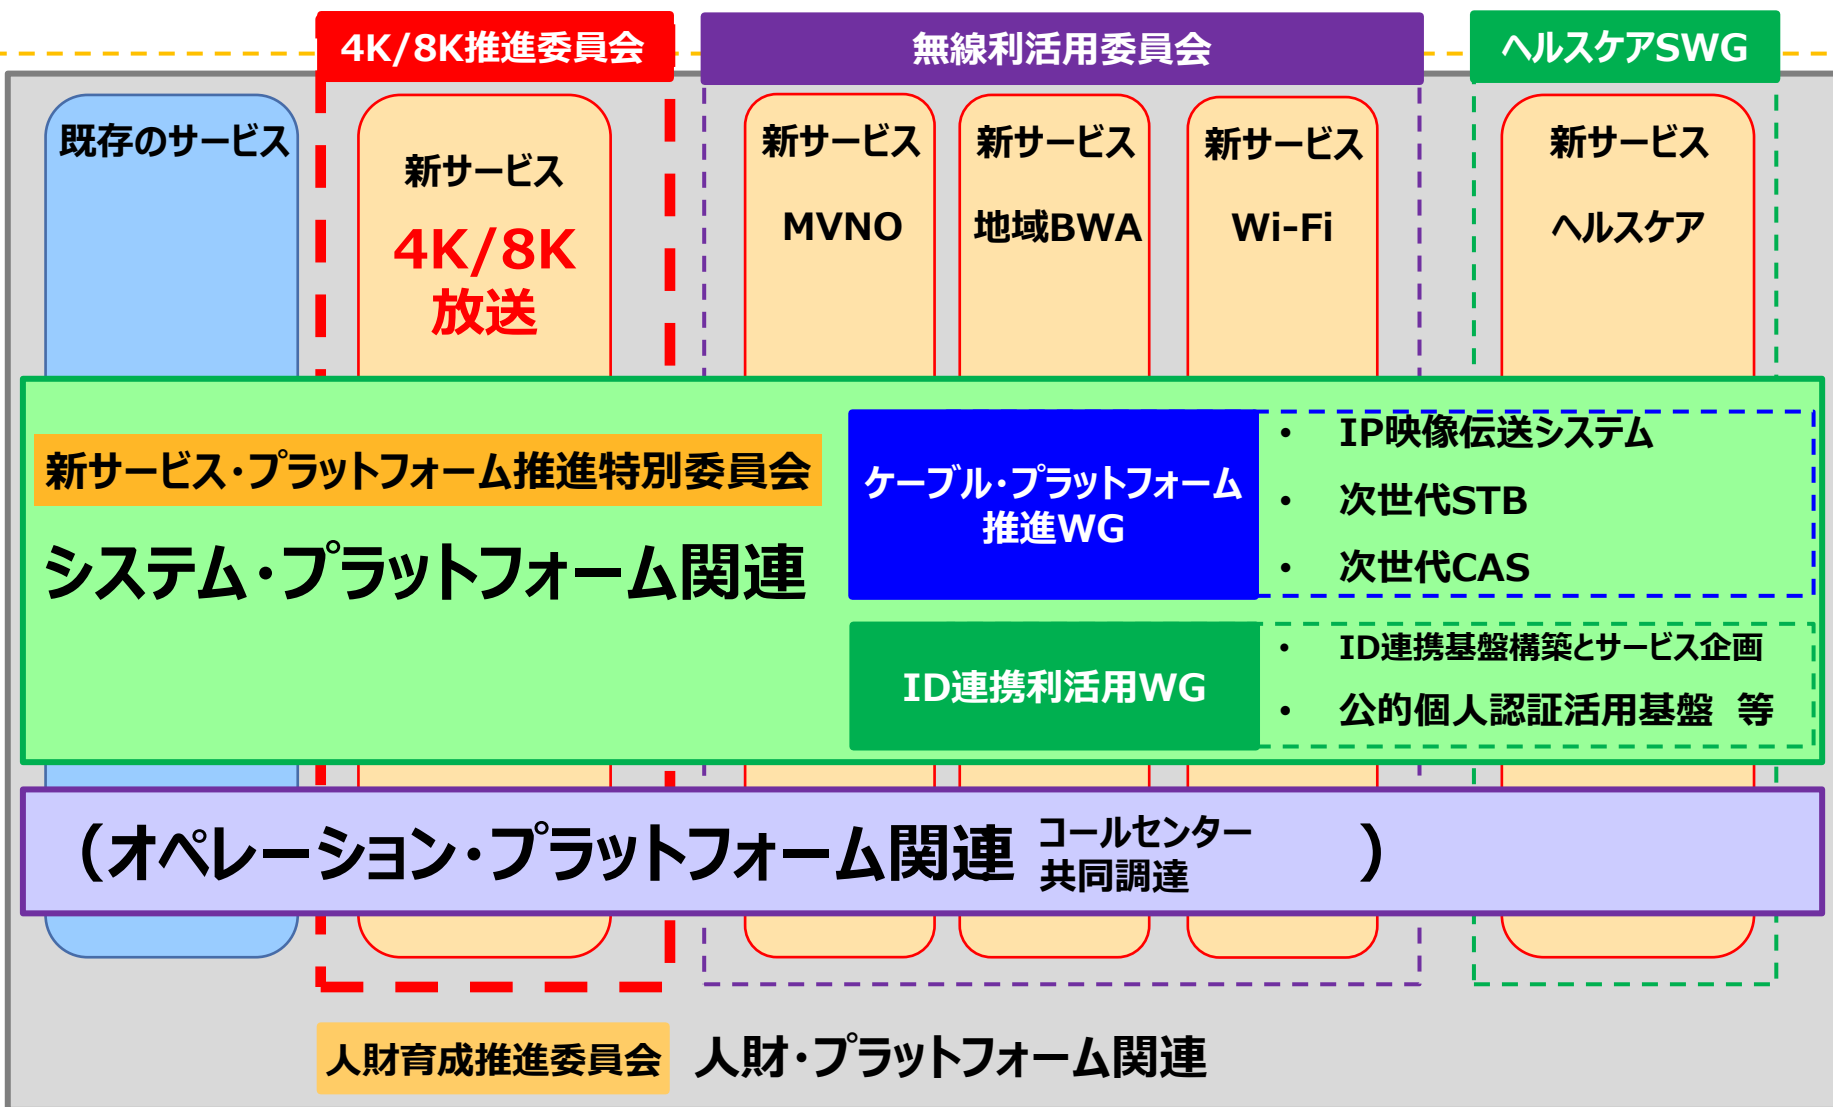 4K/8K推進委員会
無線利活用委員会
ヘルスケアSWG
既存のサービス
新サービス
4K/8K
放送
新サービス
MVNO
新サービス
地域BWA
新サービス
Wi-Fi
新サービス
ヘルスケア
新サービス・プラットフォーム推進特別委員会
システム・プラットフォーム関連
ケーブル・プラットフォーム
推進WG
• IP映像伝送システム
• 次世代STB
• 次世代CAS
ID連携利活用WG
• ID連携基盤構築とサービス企画
• 公的個人認証活用基盤 等
（オペレーション・プラットフォーム関連 コールセンター
共同調達 ）
人財育成推進委員会
人財・プラットフォーム関連